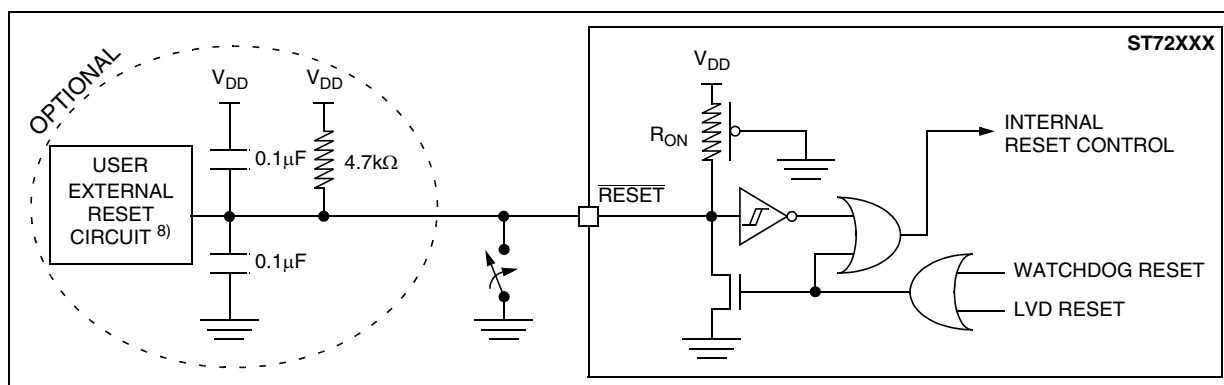 ST72XXX
OPTIONAL
V_DD
V_DD
V_DD
0.1μF
4.7kΩ
R_ON
INTERNAL
RESET CONTROL
USER
EXTERNAL
RESET
CIRCUIT 8)
RESET
0.1μF
WATCHDOG RESET
LVD RESET